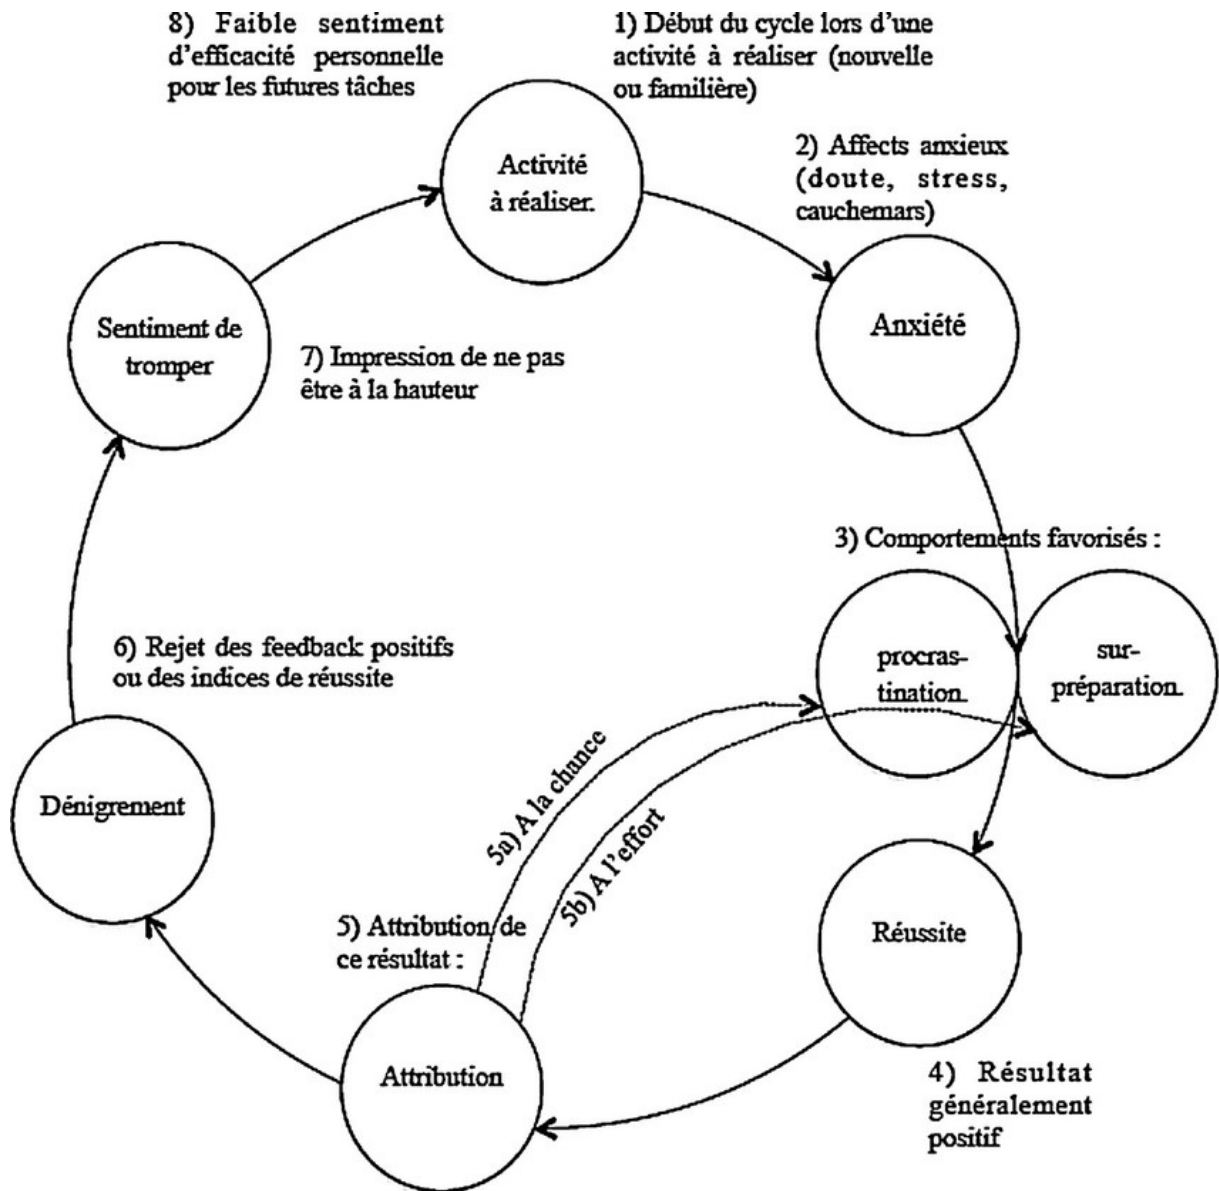 8) Faible sentiment
d'efficacité personnelle
pour les futures tâches
1) Début du cycle lors d'une
activité à réaliser (nouvelle
ou familière)
Activité
à réaliser.
2) Affects anxieux
(doute, stress,
cauchemars)
Anxiété
Sentiment de
tromper
7) Impression de ne pas
être à la hauteur
3) Comportements favorisés :
procras-
tination.
sur-
préparation.
6) Rejet des feedback positifs
ou des indices de réussite
Dénigrement
5a) A la chance
5b) A l'effort
5) Attribution de
ce résultat :
Réussite
Attribution
4) Résultat
généralement
positif